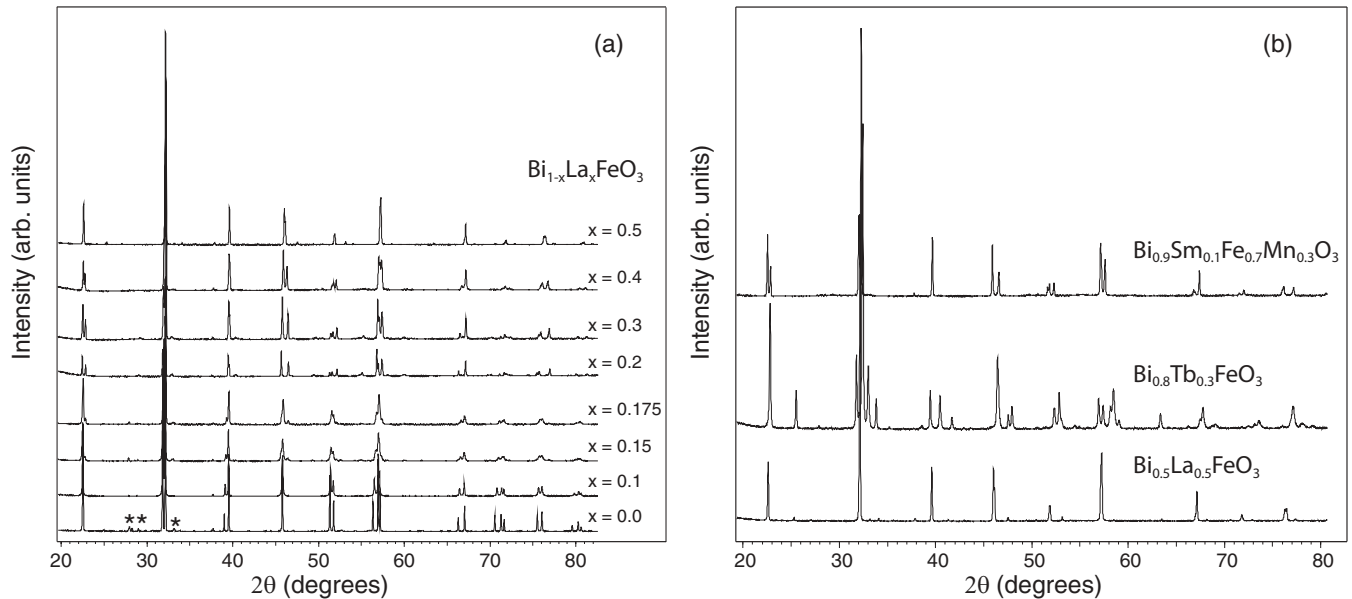 (a)
Bi1-xLaxFeO3
x = 0.5
x = 0.4
x = 0.3
x = 0.2
x = 0.175
x = 0.15
x = 0.1
x = 0.0
** *
Intensity (arb. units)
20 30 40 50 60 70 80
2θ (degrees)
(b)
Bi0.9Sm0.1Fe0.7Mn0.3O3
Bi0.8Tb0.3FeO3
Bi0.5La0.5FeO3
Intensity (arb. units)
20 30 40 50 60 70 80
2θ (degrees)